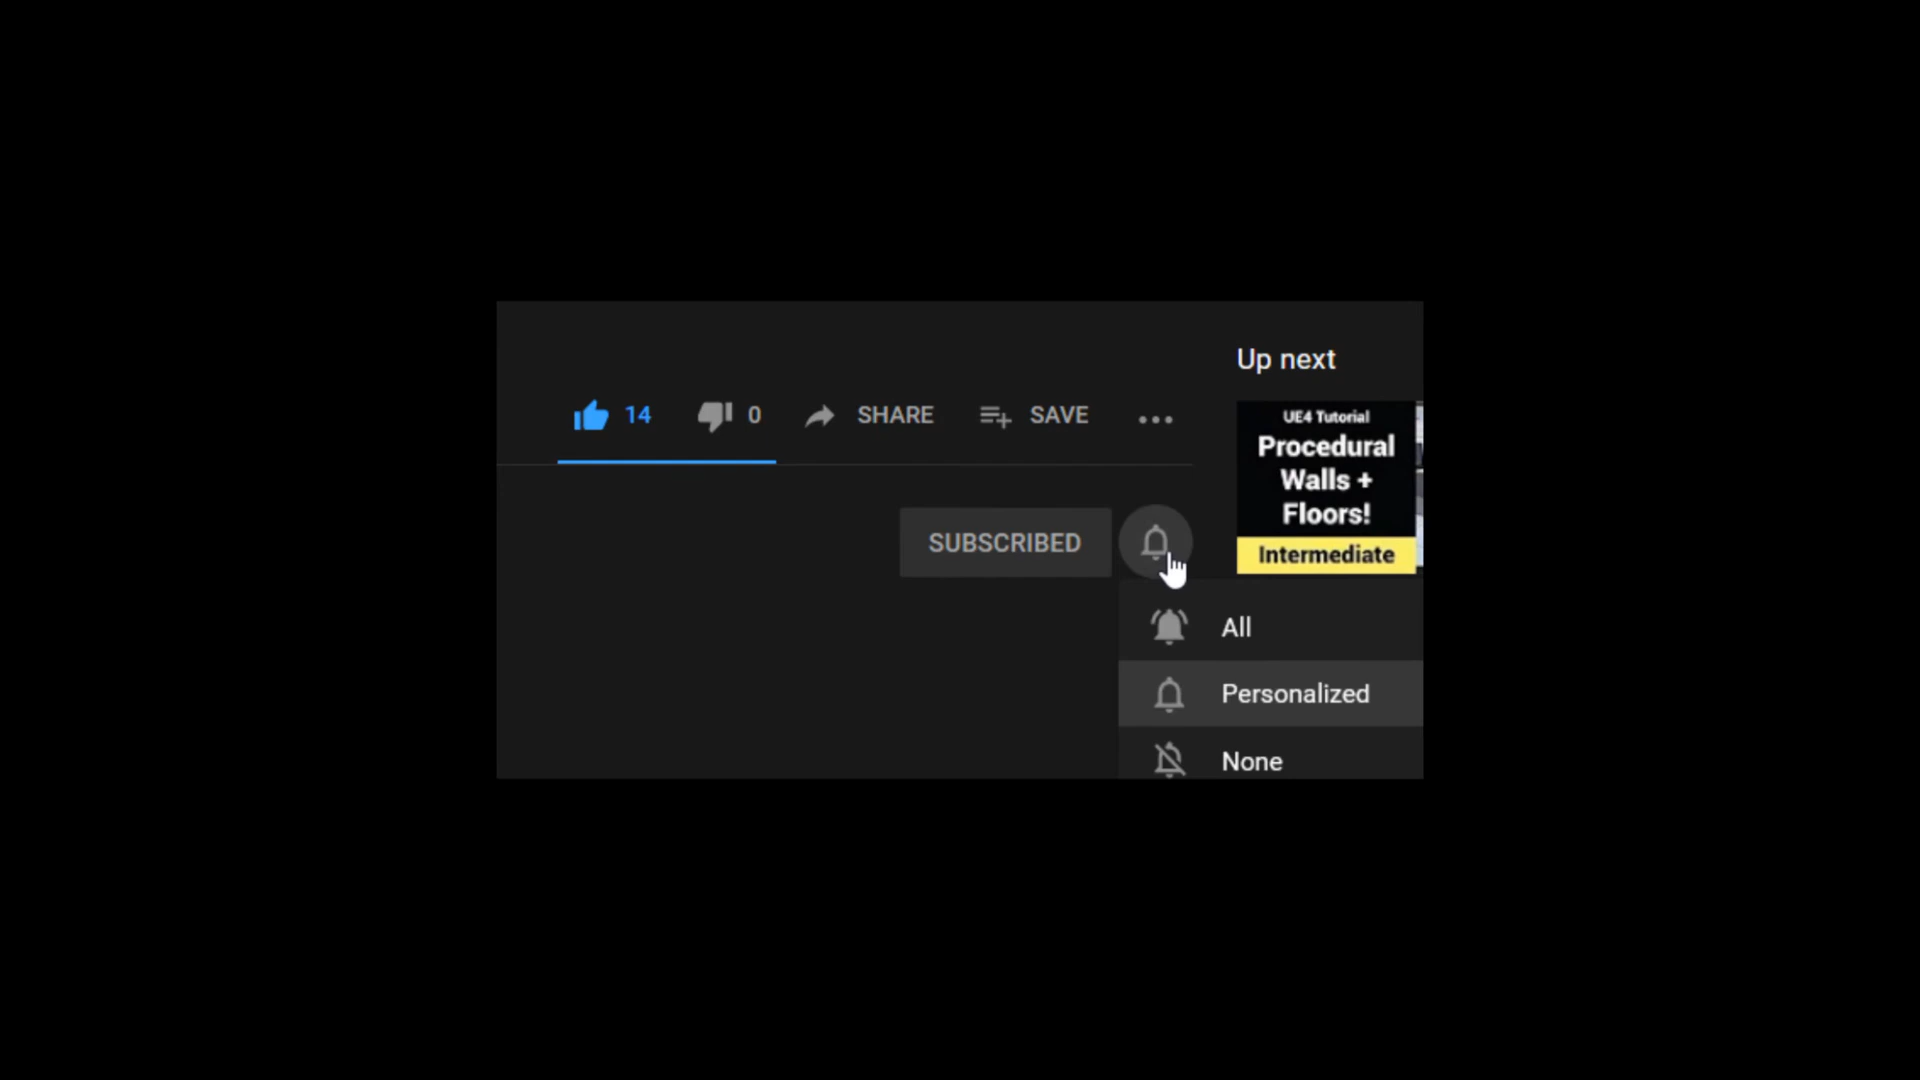 Up next
14 0 SHARE SAVE
UE4 Tutorial
Procedural
Walls +
Floors!
Intermediate
SUBSCRIBED
All
Personalized
None